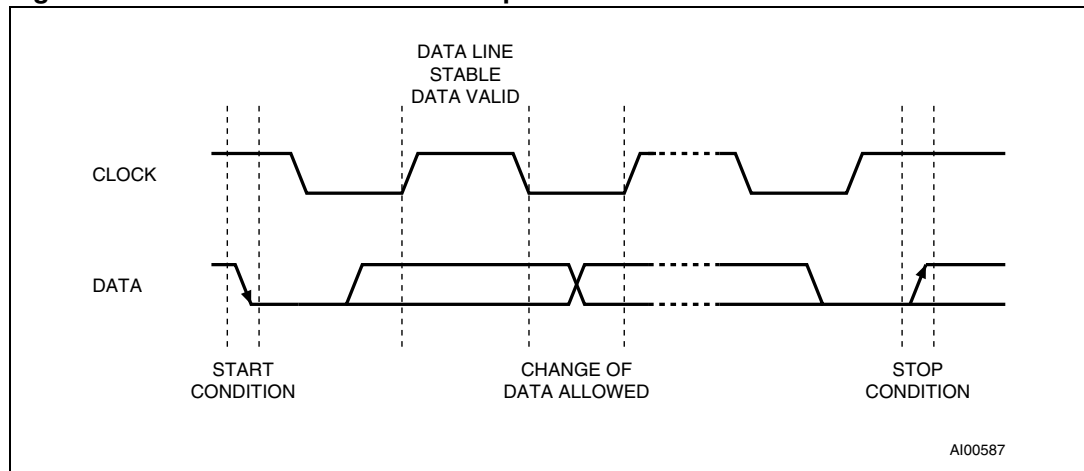 DATA LINE
STABLE
DATA VALID
CLOCK
DATA
START
CONDITION
CHANGE OF
DATA ALLOWED
STOP
CONDITION
AI00587